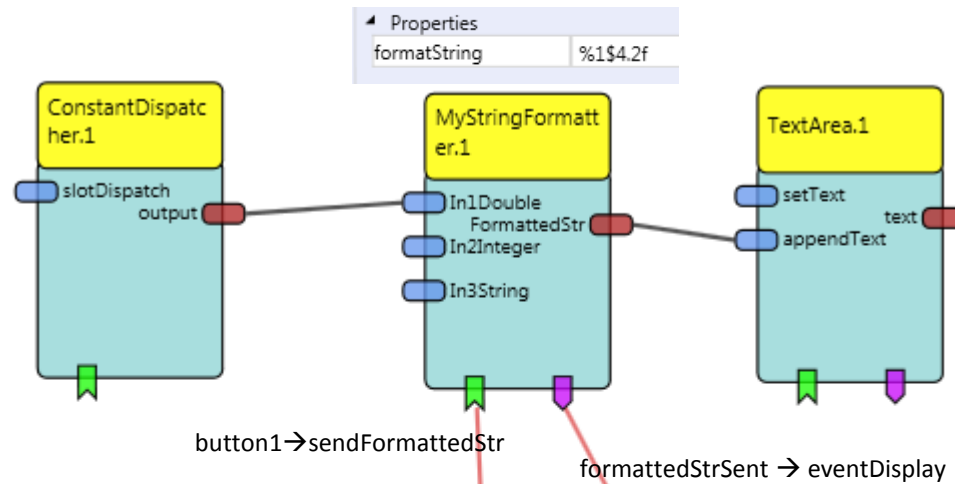 Properties
formatString %1$4.2f
ConstantDispatc
her.1
slotDispatch
output
MyStringFormatt
er.1
In1Double
FormattedStr
In2Integer
In3String
TextArea.1
setText
text
appendText
button1→sendFormattedStr
formattedStrSent → eventDisplay